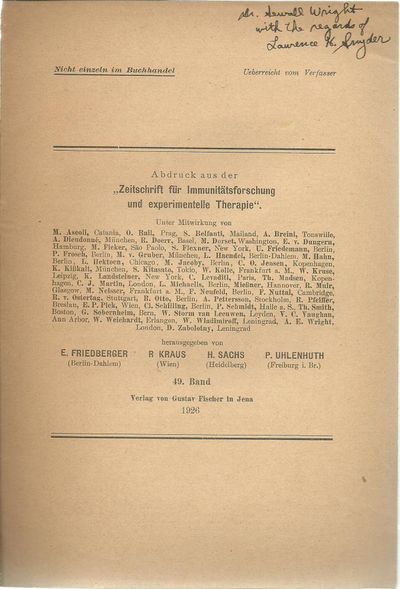 Dr. Sewall Wright
with the regards of
Laurence H. Snyder
Nicht einzeln im Buchhandel
Ueberreicht vom Verfasser
Abdruck aus der
„Zeitschrift für Immunitätsforschung
und experimentelle Therapie“.
Unter Mitwirkung von
M. Ascoli, Catania, O. Bail, Prag, S. Belfanti, Mailand, A. Breinl, Townsville,
A. Dieudonné, München, R. Doerr, Basel, M. Dorset, Washington, E. v. Dungern,
Hamburg, M. Ficker, São Paolo, S. Flexner, New York, U. Friedemann, Berlin,
P. Frosch, Berlin, M. v. Gruber, München, L. Haendel, Berlin-Dahlem, M. Hahn,
Berlin, L. Hektoen, Chicago, M. Jacoby, Berlin, C. O. Jensen, Kopenhagen,
K. Kißkalt, München, S. Kitasato, Tokio, W. Kolle, Frankfurt a. M., W. Kruse,
Leipzig, K. Landsteiner, New York, C. Levaditi, Paris, Th. Madsen, Kopen-
hagen, C. J. Martin, London, L. Michaelis, Berlin, Mießner, Hannover, R. Muir,
Glasgow, M. Neisser, Frankfurt a. M., F. Neufeld, Berlin, F. Nuttal, Cambridge,
R. v. Ostertag, Stuttgart, R. Otto, Berlin, A. Pettersson, Stockholm, R. Pfeiffer,
Breslau, E. P. Pick, Wien, Cl. Schilling, Berlin, P. Schmidt, Halle a. S., Th. Smith,
Boston, G. Sobernheim, Bern, W. Storm van Leeuwen, Leyden, V. C. Vaughan,
Ann Arbor, W. Weichardt, Erlangen, W. Wladimiroff, Leningrad, A. E. Wright,
London, D. Zabolotny, Leningrad
herausgegeben von
E. FRIEDBERGER R KRAUS H. SACHS P. UHLENHUTH
(Berlin-Dahlem) (Wien) (Heidelberg) (Freiburg i. Br.)
49. Band
Verlag von Gustav Fischer in Jena
1926